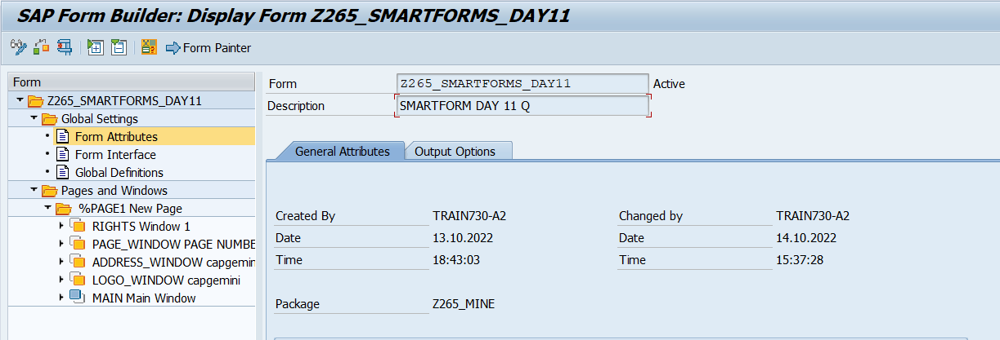 SAP Form Builder: Display Form Z265_SMARTFORMS_DAY11
Form Painter
Form
Z265_SMARTFORMS_DAY11
Global Settings
Form Attributes
Form Interface
Global Definitions
Pages and Windows
%PAGE1 New Page
RIGHTS Window 1
PAGE_WINDOW PAGE NUMBE
ADDRESS_WINDOW capgemin
LOGO_WINDOW capgemini
MAIN Main Window
Form Z265_SMARTFORMS_DAY11 Active
Description SMARTFORM DAY 11 Q
General Attributes Output Options
Created By TRAIN730-A2 Changed by TRAIN730-A2
Date 13.10.2022 Date 14.10.2022
Time 18:43:03 Time 15:37:28
Package Z265_MINE